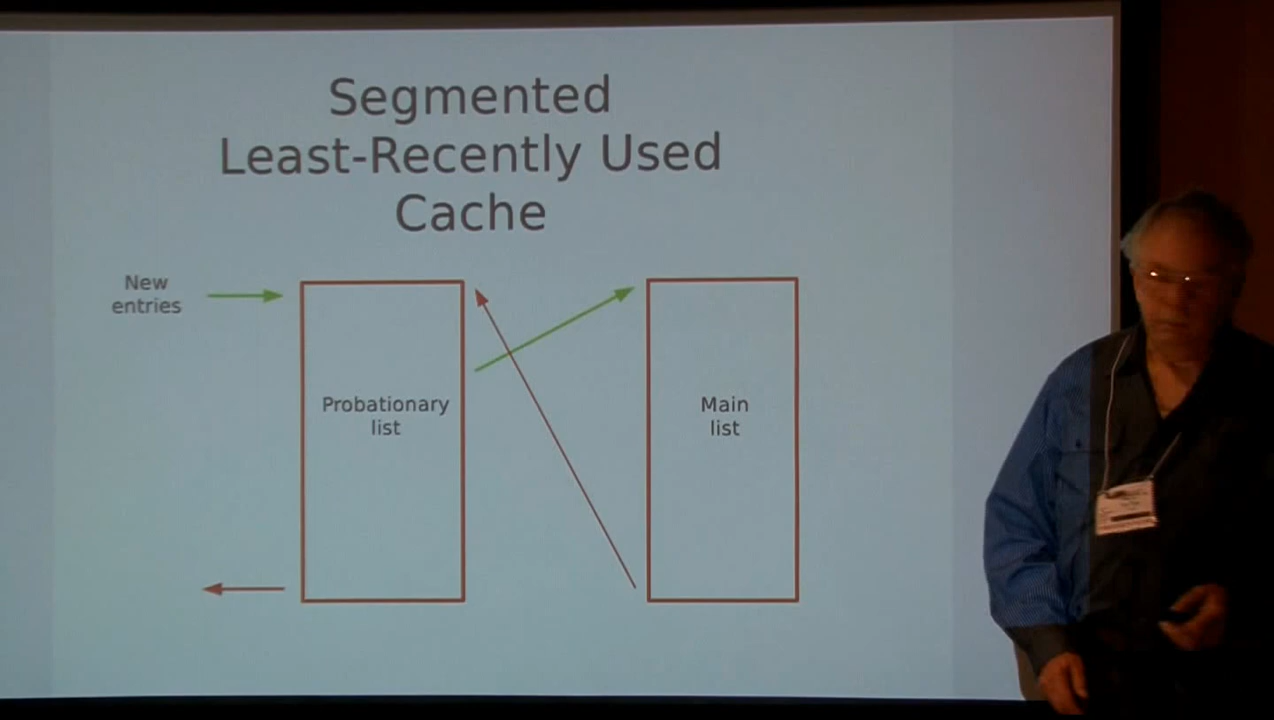 Segmented
Least-Recently Used
Cache
New
entries
Probationary
list
Main
list